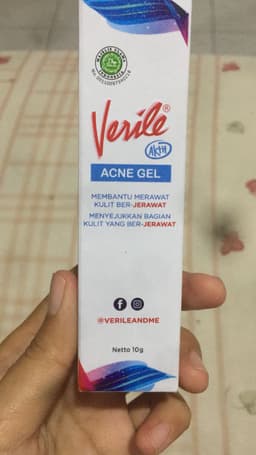 Verile®
Aktif
ACNE GEL
MEMBANTU MERAWAT
KULIT BER-JERAWAT
MENYEJUKKAN BAGIAN
KULIT YANG BER-JERAWAT
@VERILEANDME
Netto 10g